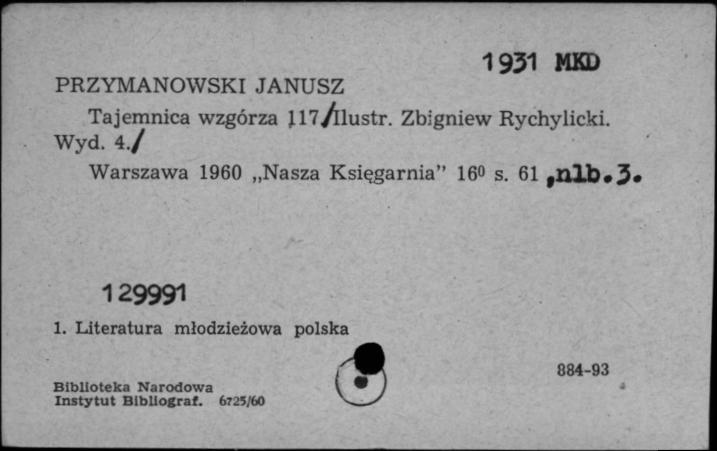 1931 MKD
PRZYMANOWSKI JANUSZ
Tajemnica wzgórza 117./Ilustr. Zbigniew Rychylicki.
Wyd. 4./
Warszawa 1960 „Nasza Księgarnia” 16⁰ s. 61, nlb. 3.
129991
1. Literatura młodzieżowa polska
884-93
Biblioteka Narodowa
Instytut Bibliograf. 6725/60